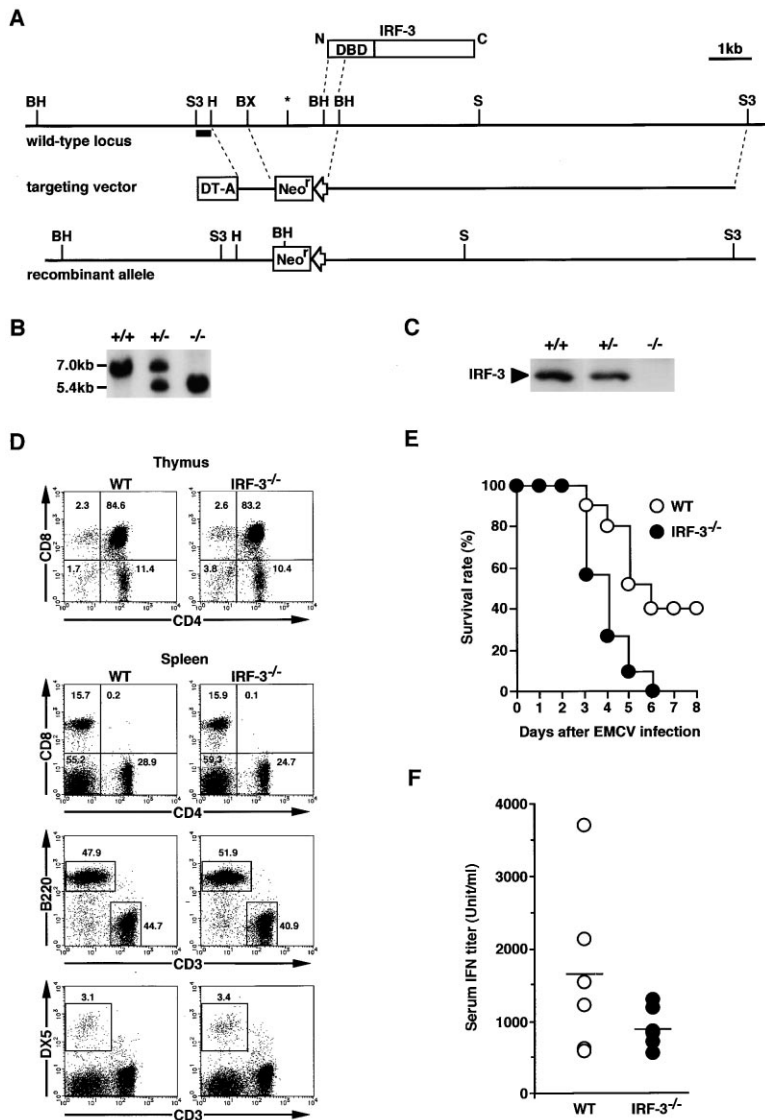 A
IRF-3
N
DBD
C
1kb
BH
S3
H
BX
*
BH
BH
S
S3
wild-type locus
targeting vector
DT-A
Neo^r
BH
S3
H
BH
S
S3
Neo^r
recombinant allele
B
+/+ +/- -/-
7.0kb
5.4kb
C
+/+ +/- -/-
IRF-3
D
Thymus
WT
IRF-3-/-
CD8
2.3 84.6
1.7 11.4
2.6 83.2
3.8 10.4
CD4
Spleen
WT
IRF-3-/-
CD8
15.7 0.2
55.2 28.9
15.9 0.1
59.3 24.7
CD4
B220
47.9
44.7
51.9
40.9
CD3
DX5
3.1
3.4
CD3
E
Survival rate (%)
100
80
60
40
20
0
0 1 2 3 4 5 6 7 8
Days after EMCV infection
WT
IRF-3-/-
F
Serum IFN titer (Unit/ml)
4000
3000
2000
1000
0
WT
IRF-3-/-